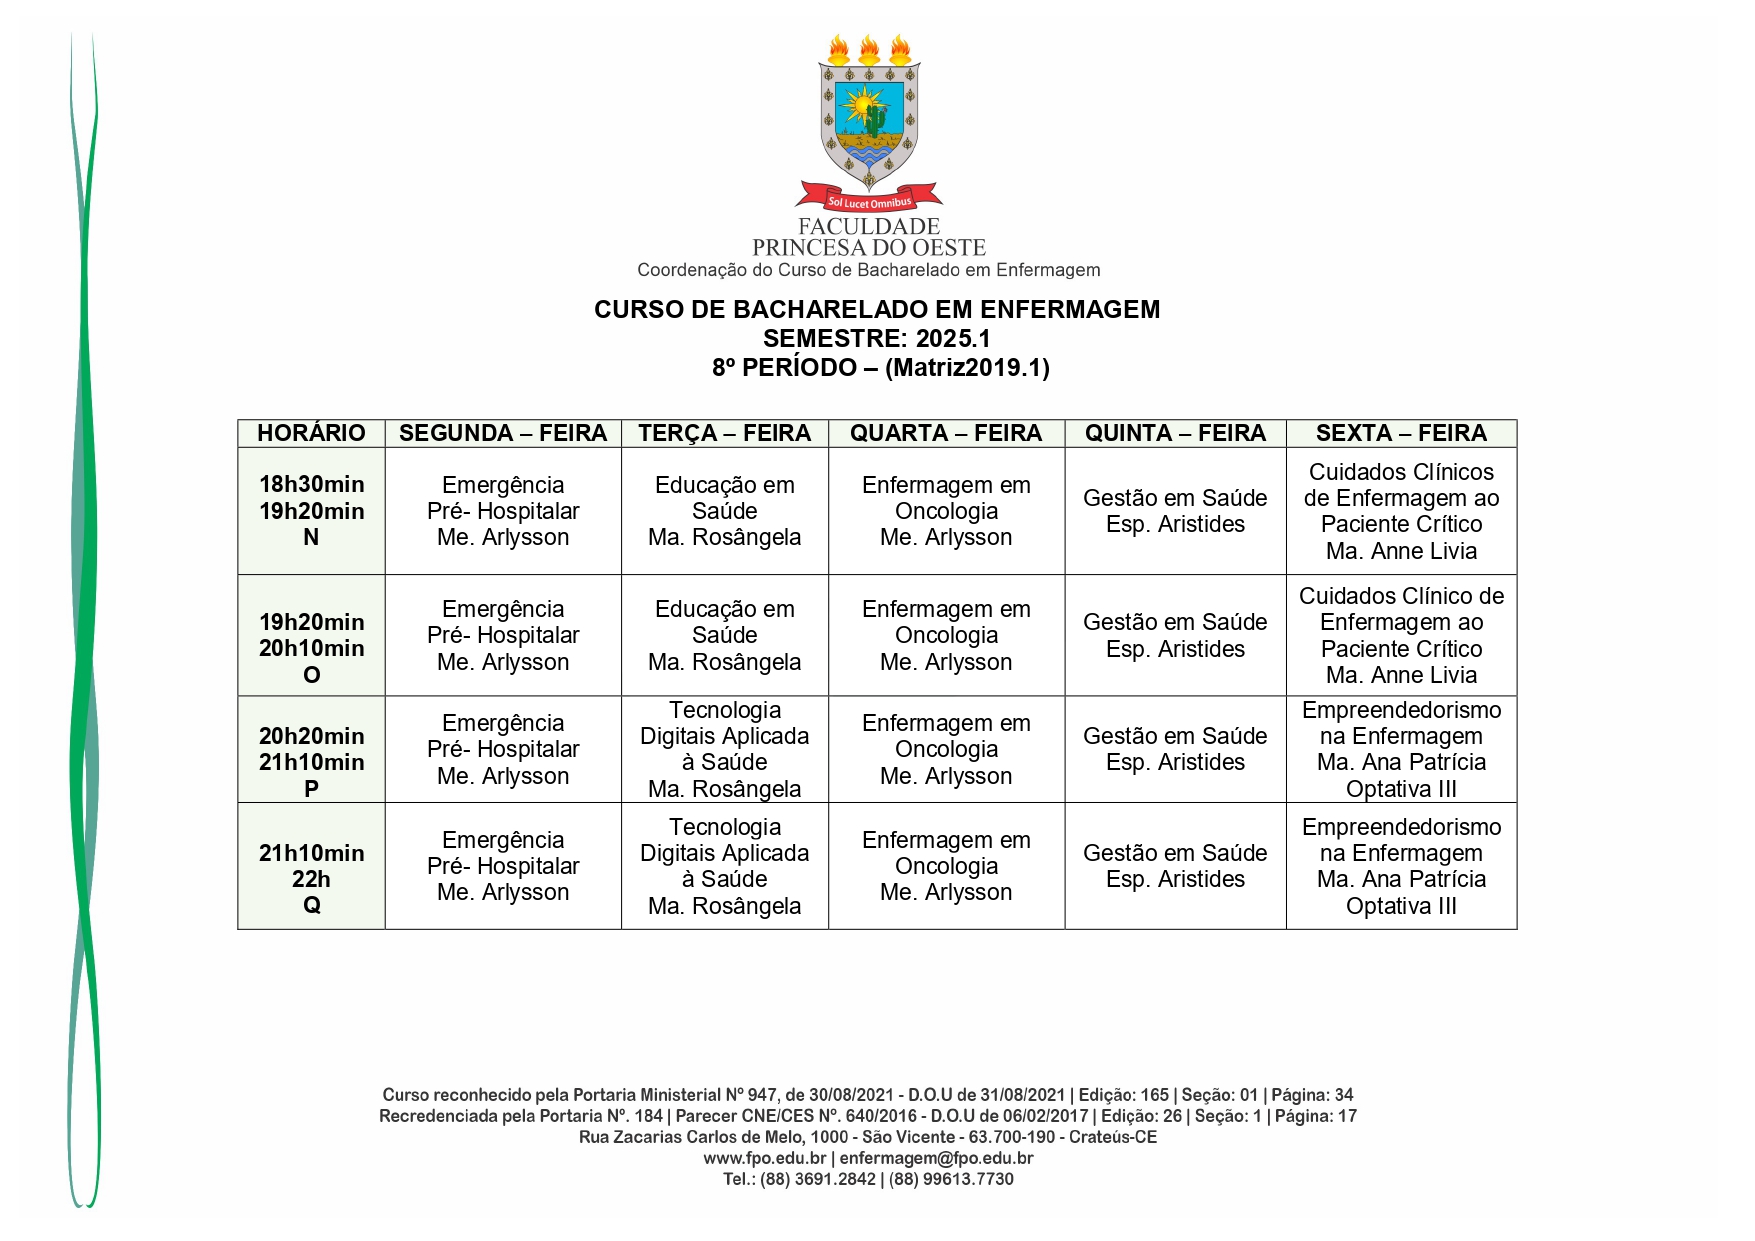 Sol Lucet Omnibus
FACULDADE
PRINCESA DO OESTE
Coordenação do Curso de Bacharelado em Enfermagem
CURSO DE BACHARELADO EM ENFERMAGEM
SEMESTRE: 2025.1
8º PERÍODO – (Matriz2019.1)
HORÁRIO SEGUNDA – FEIRA TERÇA – FEIRA QUARTA – FEIRA QUINTA – FEIRA SEXTA – FEIRA
18h30min
19h20min
N
Emergência
Pré- Hospitalar
Me. Arlysson
Educação em
Saúde
Ma. Rosângela
Enfermagem em
Oncologia
Me. Arlysson
Gestão em Saúde
Esp. Aristides
Cuidados Clínicos
de Enfermagem ao
Paciente Crítico
Ma. Anne Livia
19h20min
20h10min
O
Emergência
Pré- Hospitalar
Me. Arlysson
Educação em
Saúde
Ma. Rosângela
Enfermagem em
Oncologia
Me. Arlysson
Gestão em Saúde
Esp. Aristides
Cuidados Clínico de
Enfermagem ao
Paciente Crítico
Ma. Anne Livia
20h20min
21h10min
P
Emergência
Pré- Hospitalar
Me. Arlysson
Tecnologia
Digitais Aplicada
à Saúde
Ma. Rosângela
Enfermagem em
Oncologia
Me. Arlysson
Gestão em Saúde
Esp. Aristides
Empreendedorismo
na Enfermagem
Ma. Ana Patrícia
Optativa III
21h10min
22h
Q
Emergência
Pré- Hospitalar
Me. Arlysson
Tecnologia
Digitais Aplicada
à Saúde
Ma. Rosângela
Enfermagem em
Oncologia
Me. Arlysson
Gestão em Saúde
Esp. Aristides
Empreendedorismo
na Enfermagem
Ma. Ana Patrícia
Optativa III
Curso reconhecido pela Portaria Ministerial Nº 947, de 30/08/2021 - D.O.U de 31/08/2021 | Edição: 165 | Seção: 01 | Página: 34
Recredenciada pela Portaria Nº. 184 | Parecer CNE/CES Nº. 640/2016 - D.O.U de 06/02/2017 | Edição: 26 | Seção: 1 | Página: 17
Rua Zacarias Carlos de Melo, 1000 - São Vicente - 63.700-190 - Crateús-CE
www.fpo.edu.br | enfermagem@fpo.edu.br
Tel.: (88) 3691.2842 | (88) 99613.7730